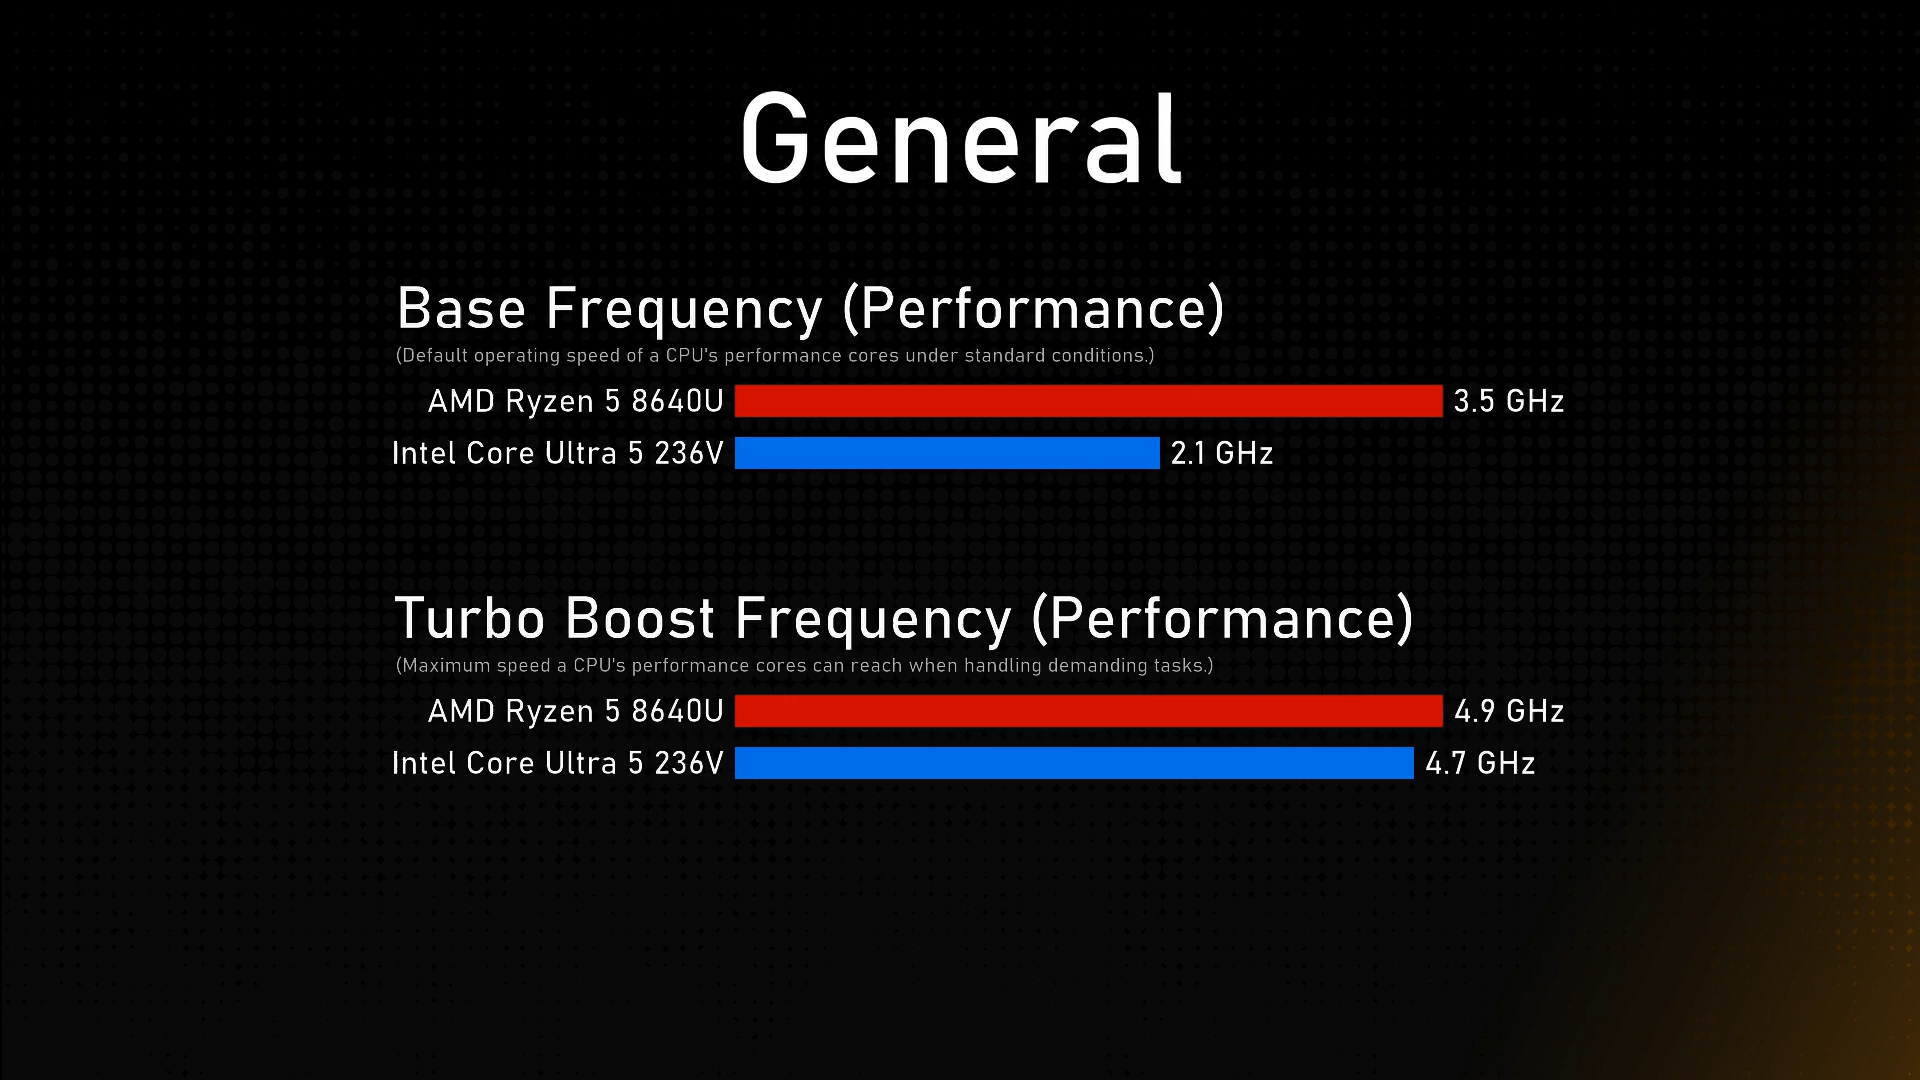 General
Base Frequency (Performance)
(Default operating speed of a CPU's performance cores under standard conditions.)
AMD Ryzen 5 8640U 3.5 GHz
Intel Core Ultra 5 236V 2.1 GHz
Turbo Boost Frequency (Performance)
(Maximum speed a CPU's performance cores can reach when handling demanding tasks.)
AMD Ryzen 5 8640U 4.9 GHz
Intel Core Ultra 5 236V 4.7 GHz